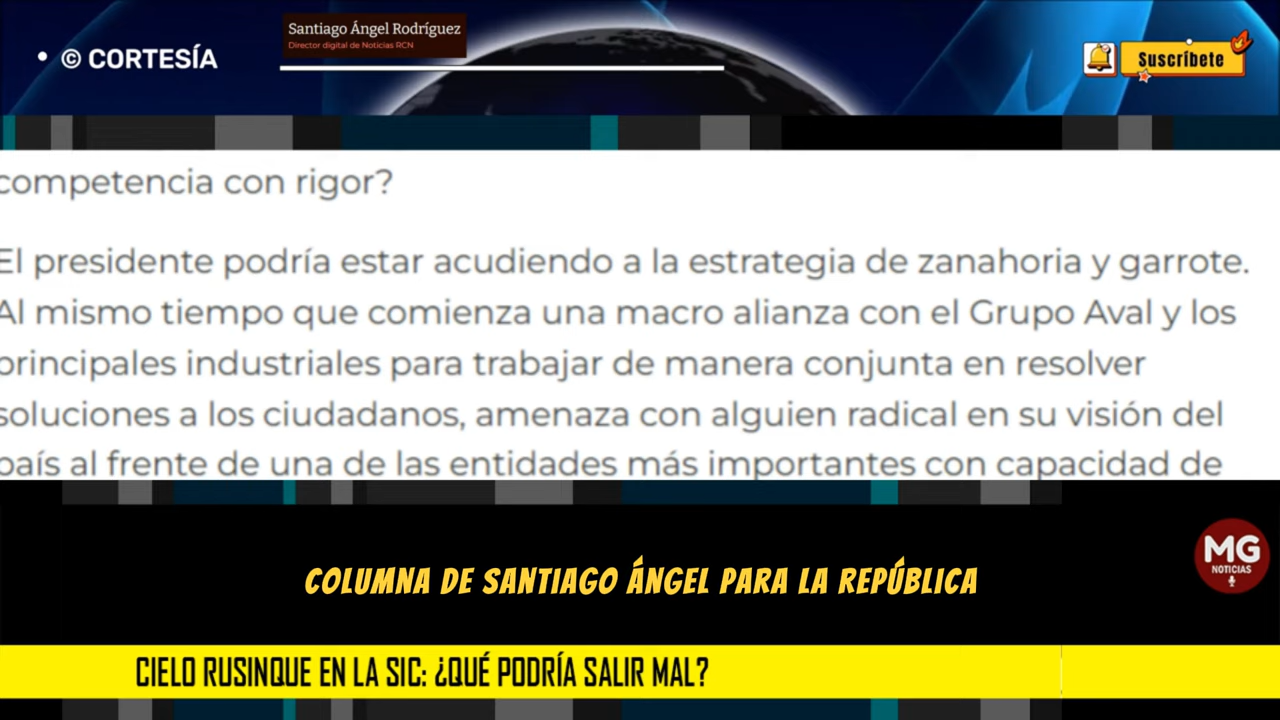 © CORTESÍA
Santiago Ángel Rodríguez
Director digital de Noticias RCN
Suscríbete
competencia con rigor?
El presidente podría estar acudiendo a la estrategia de zanahoria y garrote.
Al mismo tiempo que comienza una macro alianza con el Grupo Aval y los
principales industriales para trabajar de manera conjunta en resolver
soluciones a los ciudadanos, amenaza con alguien radical en su visión del
país al frente de una de las entidades más importantes con capacidad de
COLUMNA DE SANTIAGO ÁNGEL PARA LA REPÚBLICA
MG
NOTICIAS
CIELO RUSINQUE EN LA SIC: ¿QUÉ PODRÍA SALIR MAL?